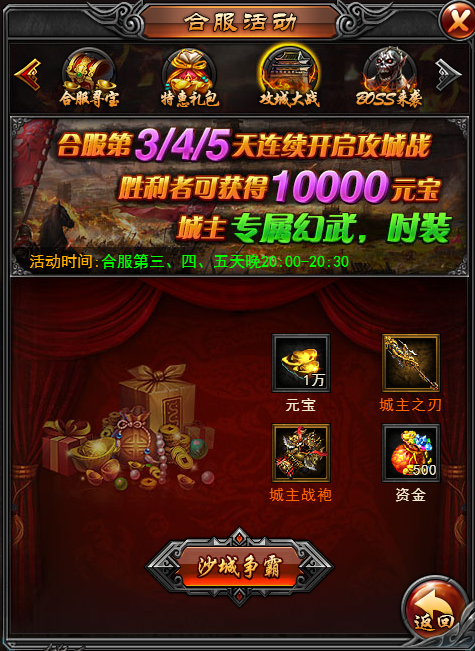 合服活动
合服寻宝
特惠礼包
攻城大战
BOSS来袭
合服第3/4/5天连续开启攻城战
胜利者可获得10000元宝
城主专属幻武，时装
活动时间:合服第三、四、五天晚20:00-20:30
1万
元宝
城主之刃
城主战袍
500
资金
沙城争霸
返回